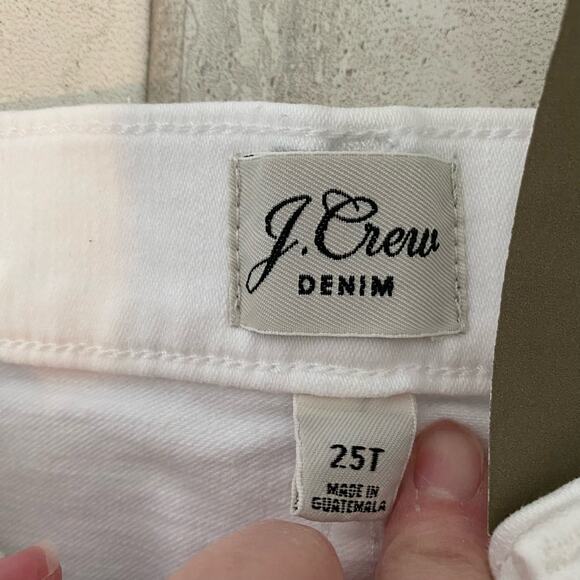 J.Crew
DENIM
25T
MADE IN
GUATEMALA